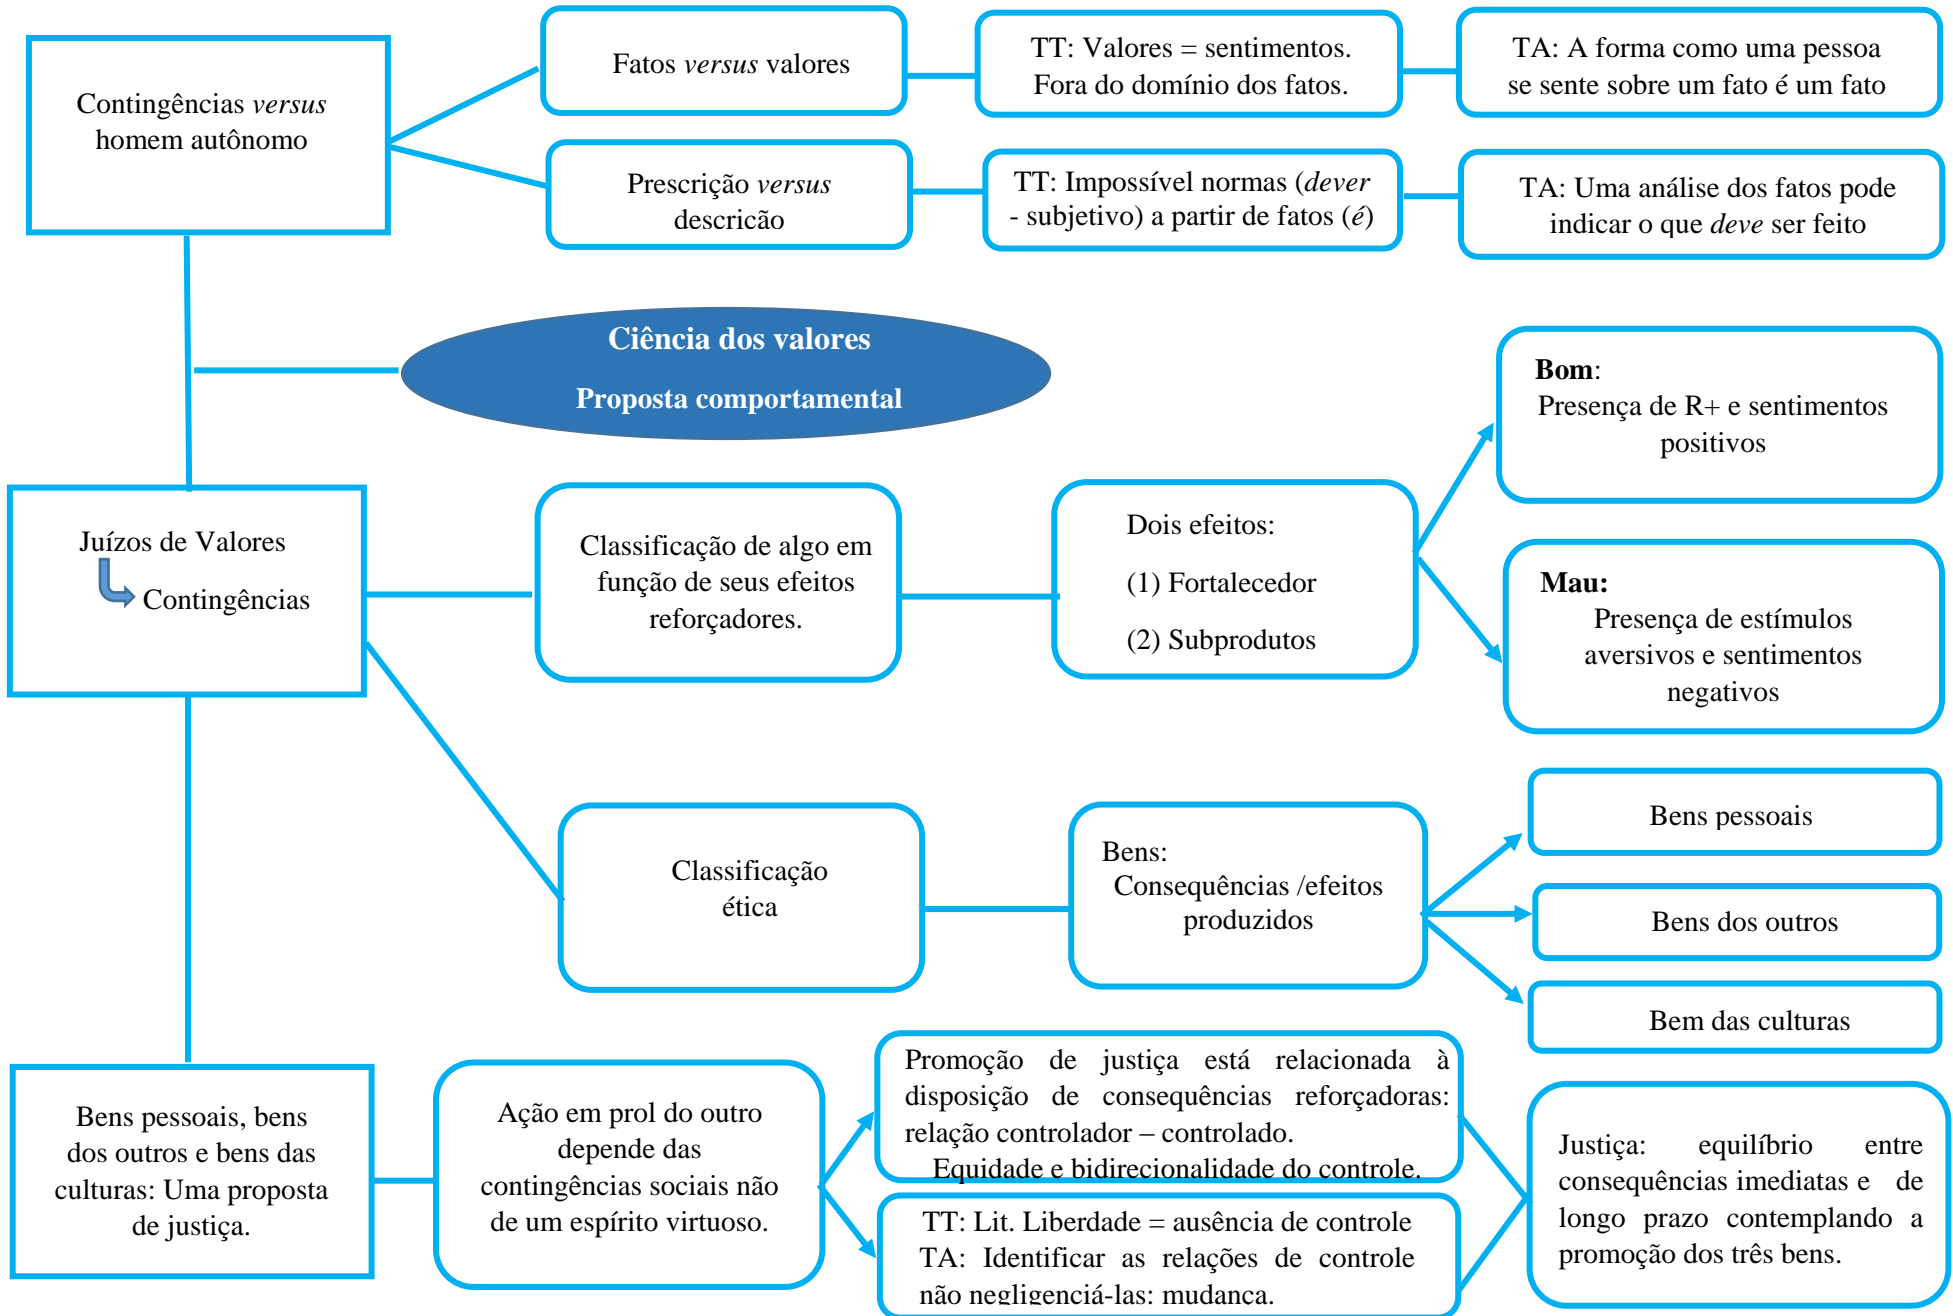 Contingências versus
homem autônomo
Fatos versus valores
TT: Valores = sentimentos.
Fora do domínio dos fatos.
TA: A forma como uma pessoa
se sente sobre um fato é um fato
Prescrição versus
descricão
TT: Impossível normas (dever
- subjetivo) a partir de fatos (é)
TA: Uma análise dos fatos pode
indicar o que deve ser feito
Ciência dos valores
Proposta comportamental
Juízos de Valores
Contingências
Classificação de algo em
função de seus efeitos
reforçadores.
Dois efeitos:
(1) Fortalecedor
(2) Subprodutos
Bom:
Presença de R+ e sentimentos
positivos
Mau:
Presença de estímulos
aversivos e sentimentos
negativos
Classificação
ética
Bens:
Consequências /efeitos
produzidos
Bens pessoais
Bens dos outros
Bem das culturas
Bens pessoais, bens
dos outros e bens das
culturas: Uma proposta
de justiça.
Ação em prol do outro
depende das
contingências sociais não
de um espírito virtuoso.
Promoção de justiça está relacionada à
disposição de consequências reforçadoras:
relação controlador – controlado.
Equidade e bidirecionalidade do controle.
TT: Lit. Liberdade = ausência de controle
TA: Identificar as relações de controle
não negligenciá-las: mudança.
Justiça: equilíbrio entre
consequências imediatas e de
longo prazo contemplando a
promoção dos três bens.